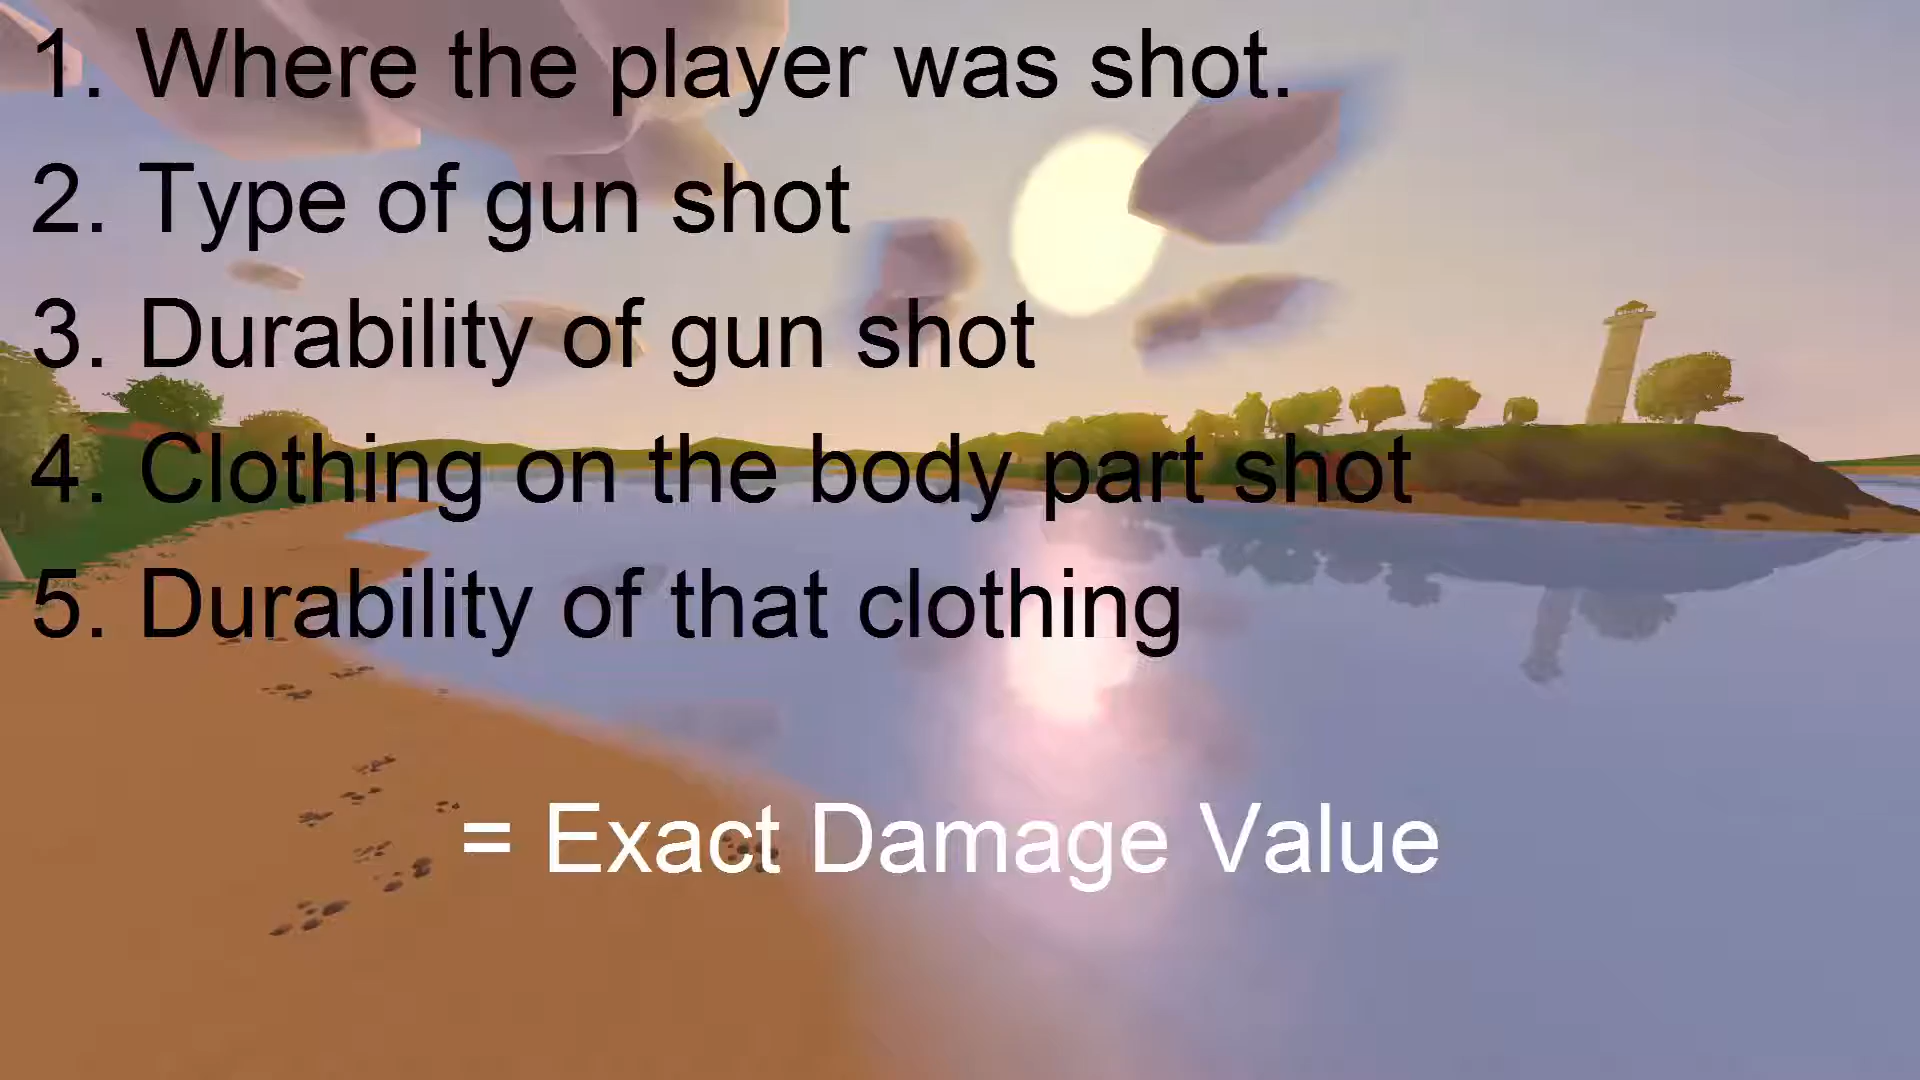 1. Where the player was shot.
2. Type of gun shot
3. Durability of gun shot
4. Clothing on the body part shot
5. Durability of that clothing
= Exact Damage Value